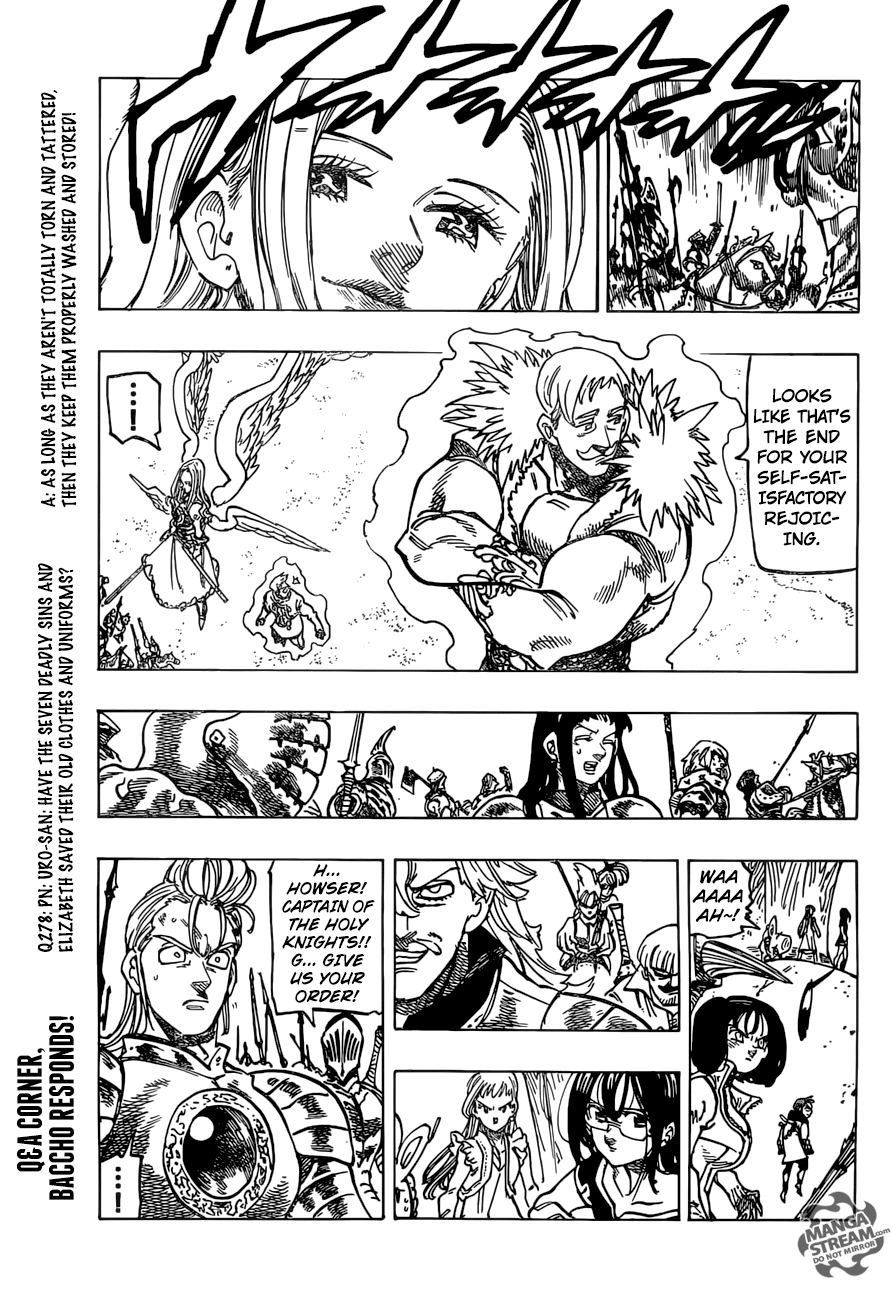 LOOKS
LIKE THAT'S
THE END
FOR YOUR
SELF-SAT-
ISFACTORY
REJOIC-
ING.
...!
WAA
AAAAA
AH~!
H...
HOWSER!
CAPTAIN
OF THE
HOLY
KNIGHTS!!
G... GIVE
US YOUR
ORDER!
...!
Q&A CORNER,
BACCHO RESPONDS!
Q278: PN: URO-SAN: HAVE THE SEVEN DEADLY SINS AND
ELIZABETH SAVED THEIR OLD CLOTHES AND UNIFORMS?
A: AS LONG AS THEY AREN'T TOTALLY TORN AND TATTERED,
THEN THEY KEEP THEM PROPERLY WASHED AND STORED!
MANGA
STREAM.com
DO NOT MIRROR